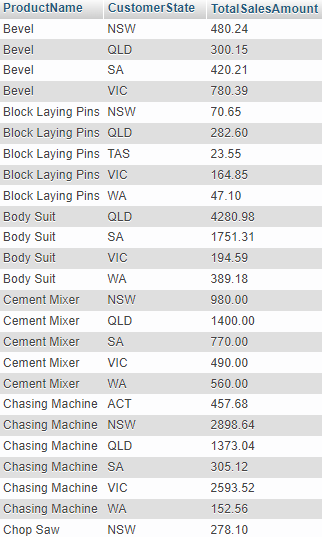 ProductName CustomerState TotalSalesAmount
Bevel NSW 480.24
Bevel QLD 300.15
Bevel SA 420.21
Bevel VIC 780.39
Block Laying Pins NSW 70.65
Block Laying Pins QLD 282.60
Block Laying Pins TAS 23.55
Block Laying Pins VIC 164.85
Block Laying Pins WA 47.10
Body Suit QLD 4280.98
Body Suit SA 1751.31
Body Suit VIC 194.59
Body Suit WA 389.18
Cement Mixer NSW 980.00
Cement Mixer QLD 1400.00
Cement Mixer SA 770.00
Cement Mixer VIC 490.00
Cement Mixer WA 560.00
Chasing Machine ACT 457.68
Chasing Machine NSW 2898.64
Chasing Machine QLD 1373.04
Chasing Machine SA 305.12
Chasing Machine VIC 2593.52
Chasing Machine WA 152.56
Chop Saw NSW 278.10